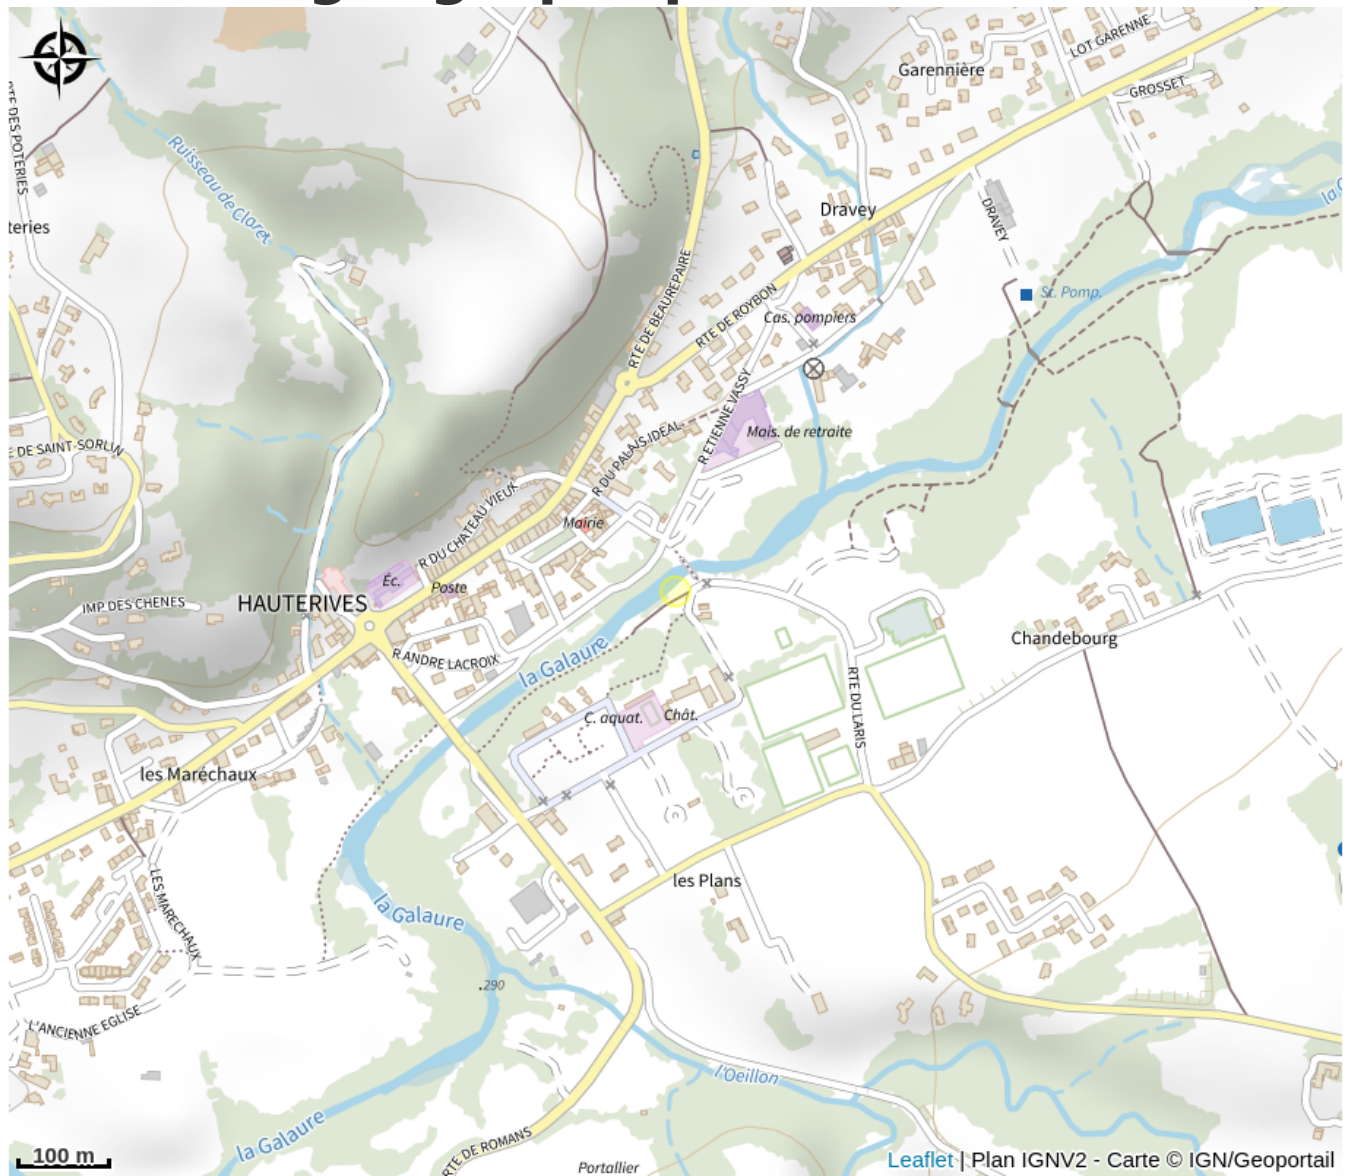 LOT GARENNE
Garennière
GROSSET
RTE DES POTERIES
Ruisseau de Claret
teries
Dravey
DRAVEY
la G
St. Pomp.
RTE DE BEAUREPAIRE
RTE DE ROYBON
Cas. pompiers
R ETIENNE VASSY
Mais. de retraite
R DU PALAIS IDEAL
E DE SAINT-SORLIN
R DU CHATEAU VIEUX
Mairie
Éc.
Poste
IMP DES CHENES
HAUTERIVES
Chandebourg
R ANDRE LACROIX
la Galaure
RTE DU LARIS
C. aquat.
Chât.
les Maréchaux
les Plans
LES MARECHAUX
la Galaure
.290
L'ANCIENNE EGLISE
l'Oeillon
la Galaure
RTE DE ROMANS
Portallier
100 m
Leaflet | Plan IGNV2 - Carte © IGN/Geoportail